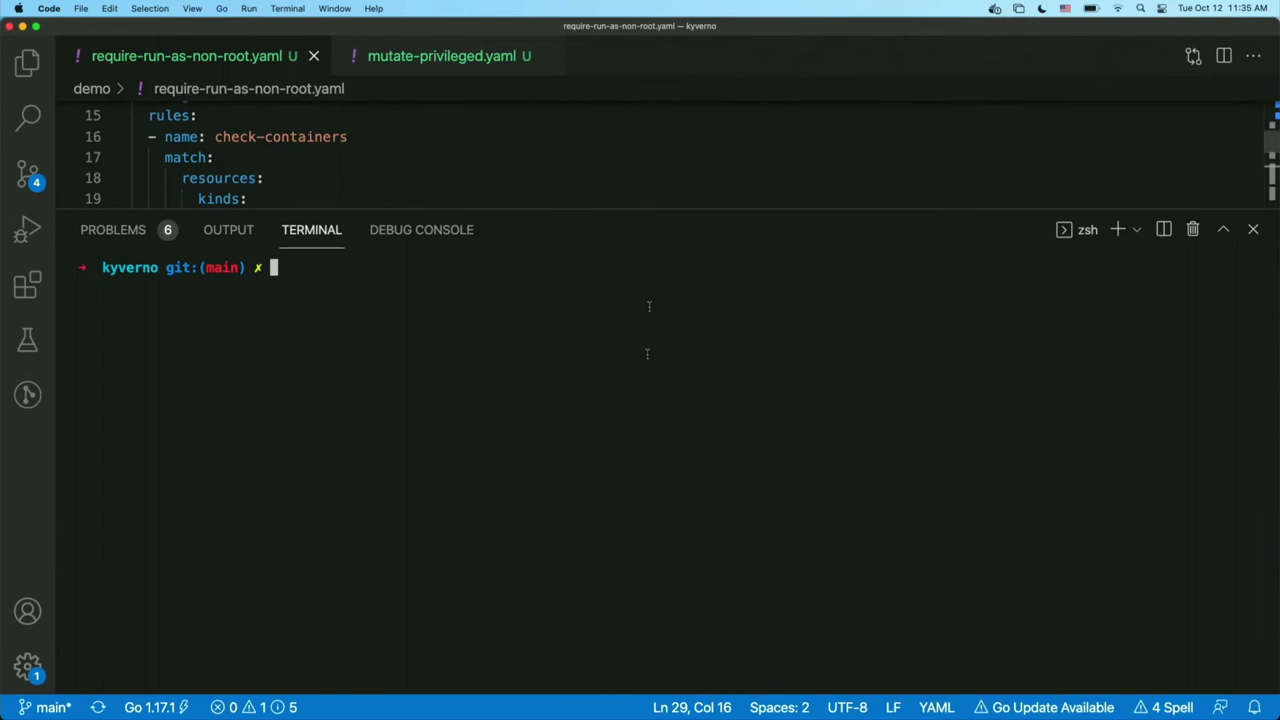 Code File Edit Selection View Go Run Terminal Window Help Tue Oct 12 11:35 AM
require-run-as-non-root.yaml — kyverno
! require-run-as-non-root.yaml U ! mutate-privileged.yaml U
demo > ! require-run-as-non-root.yaml
15 rules:
16 - name: check-containers
17 match:
18 resources:
19 kinds:
PROBLEMS 6 OUTPUT TERMINAL DEBUG CONSOLE zsh
→ kyverno git:(main) ✗
4
1
main* Go 1.17.1 0 1 5 Ln 29, Col 16 Spaces: 2 UTF-8 LF YAML Go Update Available 4 Spell